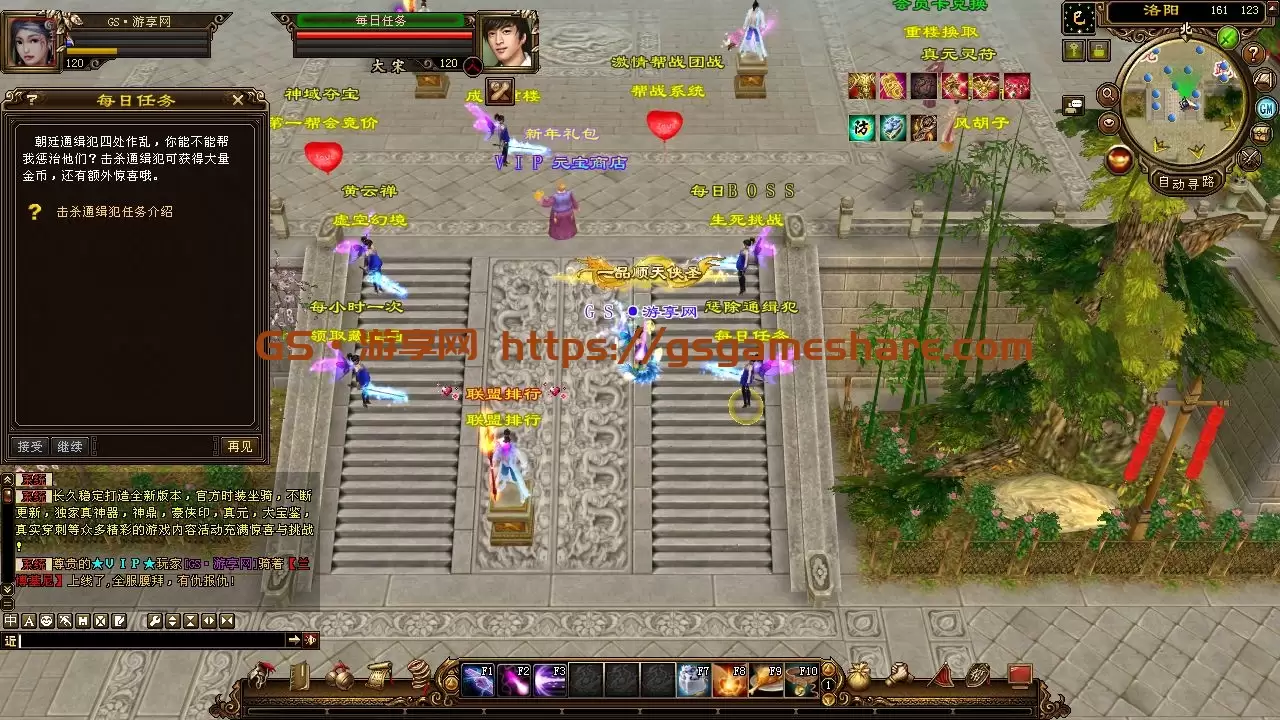 GS·游享网
120
每日任务
大宋
120
洛阳 161 123
北
自动寻路
GM
会员卡兑换
重楼换取
真元灵符
激情帮战团战
帮战系统
风胡子
神域夺宝
第一帮会竞价
新年礼包
VIP 元宝商店
黄云禅
虚空幻境
每日BOSS
生死挑战
一品顺天侠圣
每小时一次
GS●游享网
惩除通缉犯
每日任务
GS·游享网 https://gsgameshare.com
联盟排行
联盟排行
每日任务
朝廷通缉犯四处作乱，你能不能帮
我惩治他们？击杀通缉犯可获得大量
金币，还有额外惊喜哦。
击杀通缉犯任务介绍
接受 继续 再见
系统
系统 长久稳定打造全新版本，官方时装坐骑，不断
更新，独家真神器，神鼎，豪侠印，真元，大宝鉴，
真实穿刺等众多精彩的游戏内容活动充满惊喜与挑战
！
系统 尊贵的★VIP★玩家[GS·游享网]骑着【兰
博基尼】上线了,全服膜拜，有仇报仇！
近
F1 F2 F3 F7 F8 F9 F10
1